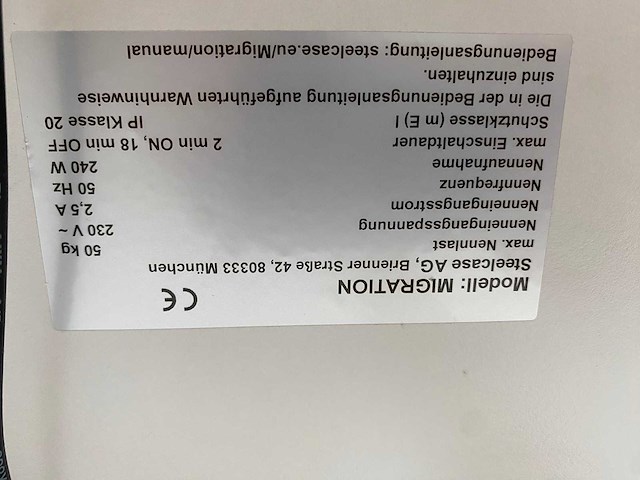 Modell: MIGRATION CE
Steelcase AG, Brienner Straße 42, 80333 München
max. Nennlast 50 kg
Nenneingangsspannung 230 V ~
Nenneingangsstrom 2,5 A
Nennfrequenz 50 Hz
Nennaufnahme 240 W
max. Einschaltdauer 2 min ON, 18 min OFF
Schutzklasse (m E) I IP Klasse 20
Die in der Bedienungsanleitung aufgeführten Warnhinweise
sind einzuhalten.
Bedienungsanleitung: steelcase.eu/Migration/manual